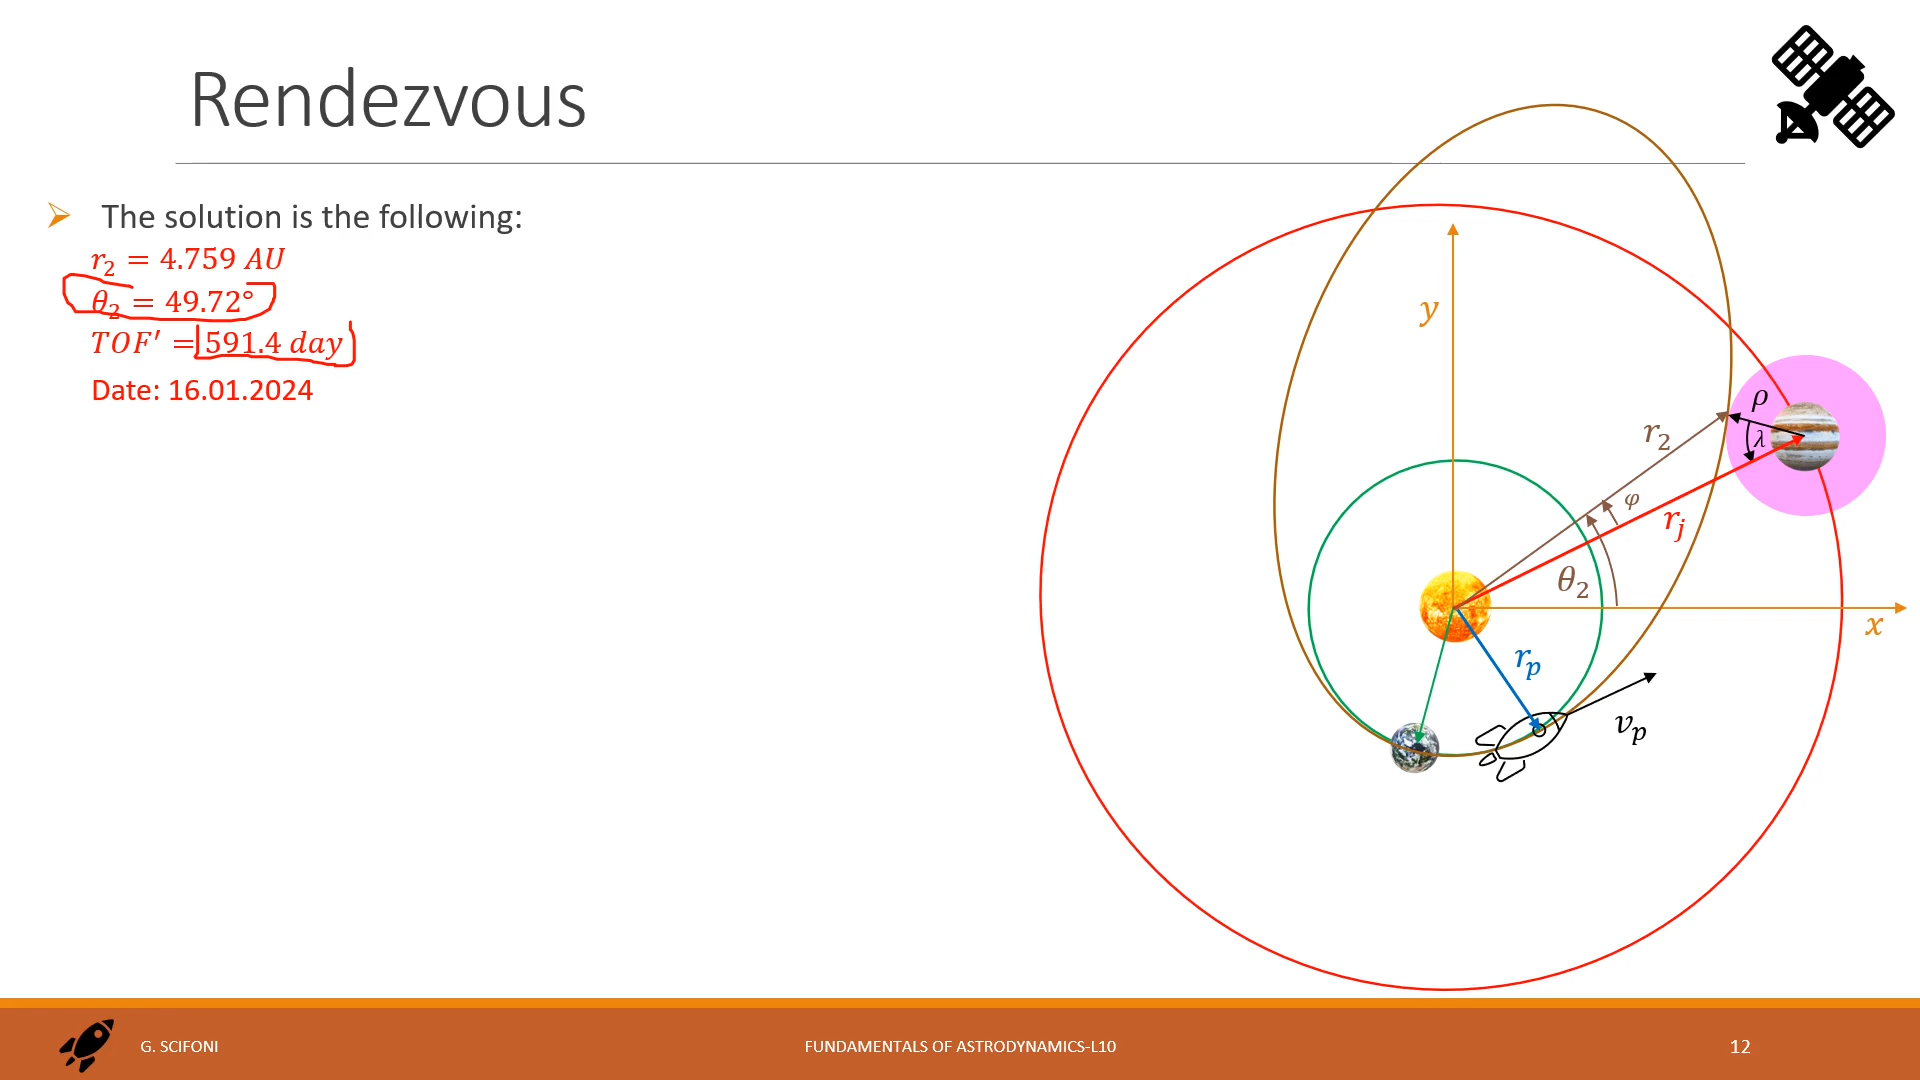 Rendezvous
The solution is the following:
r₂ = 4.759 AU
θ₂ = 49.72°
TOF′ = 591.4 day
Date: 16.01.2024
y
ρ
λ
r₂
φ
r_j
θ₂
x
r_p
v_p
G. SCIFONI
FUNDAMENTALS OF ASTRODYNAMICS-L10
12